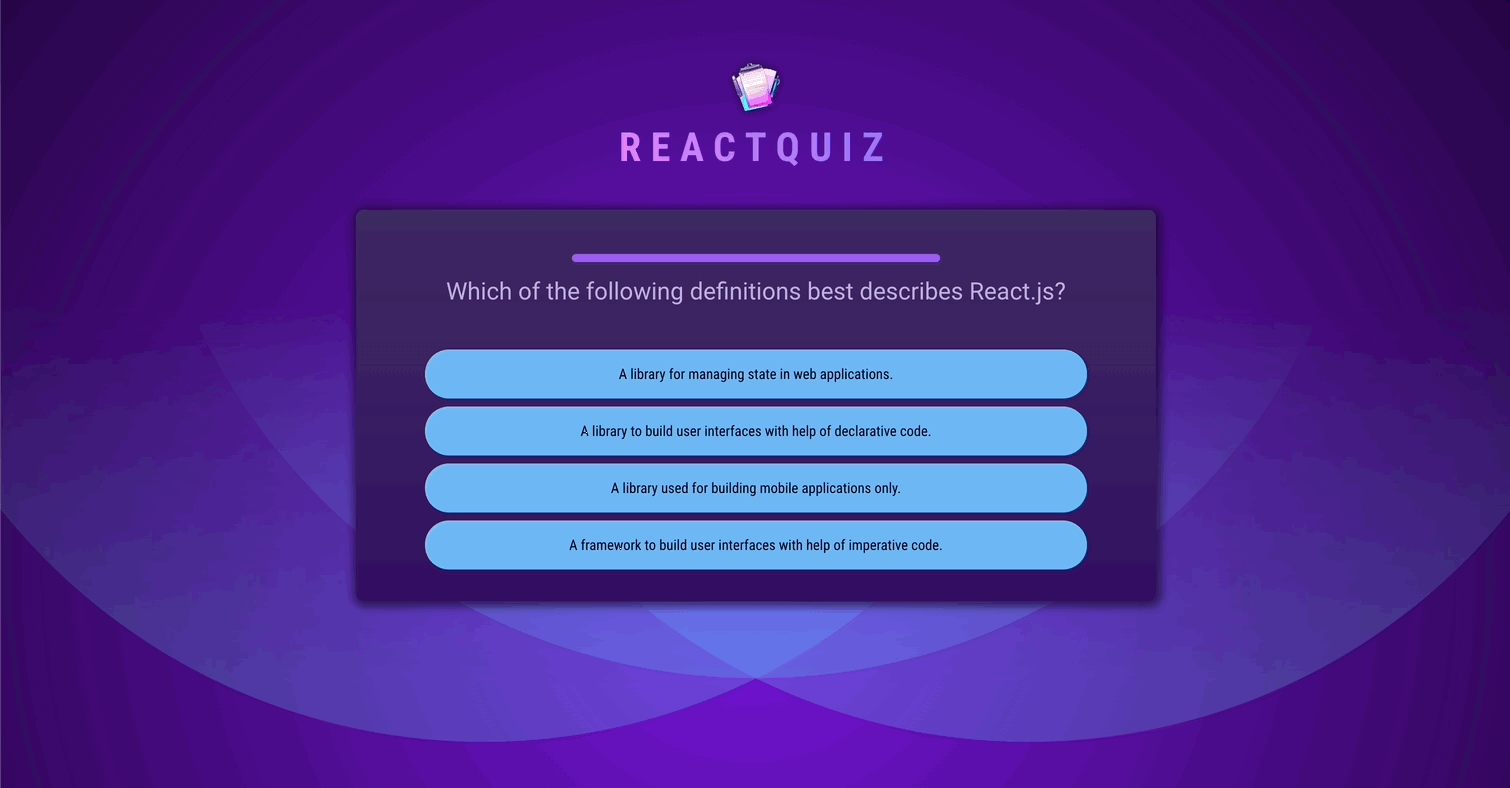 REACTQUIZ
Which of the following definitions best describes React.js?
A library for managing state in web applications.
A library to build user interfaces with help of declarative code.
A library used for building mobile applications only.
A framework to build user interfaces with help of imperative code.